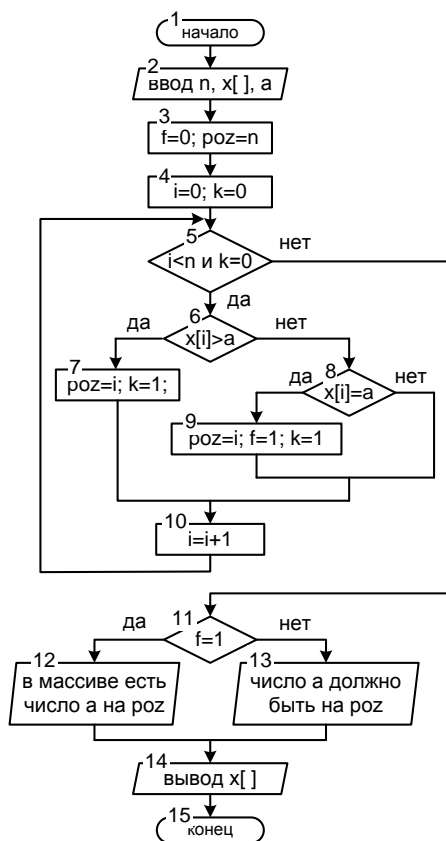 1
начало
2
ввод n, x[ ], a
3
f=0; poz=n
4
i=0; k=0
5
i<n и k=0
нет
да
6
x[i]>a
да
нет
7
poz=i; k=1;
8
x[i]=a
да
нет
9
poz=i; f=1; k=1
10
i=i+1
11
f=1
да
нет
12
в массиве есть
число a на poz
13
число a должно
быть на poz
14
вывод x[ ]
15
конец